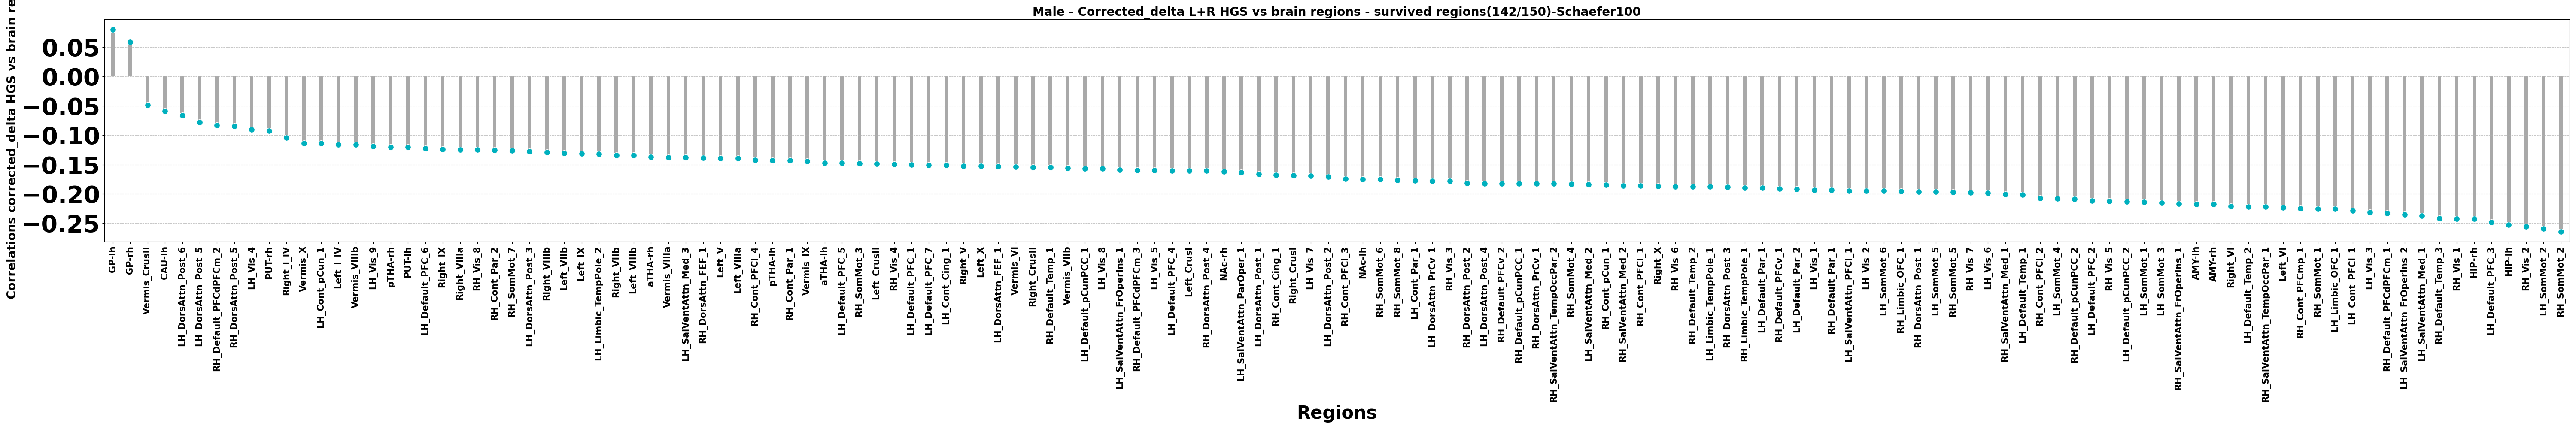 Male - Corrected_delta L+R HGS vs brain regions - survived regions(142/150)-Schaefer100
Correlations corrected_delta HGS vs brain re
0.05
0.00
−0.05
−0.10
−0.15
−0.20
−0.25
GP-lh
GP-rh
Vermis_CrusII
CAU-lh
LH_DorsAttn_Post_6
LH_DorsAttn_Post_5
RH_Default_PFCdPFCm_2
RH_DorsAttn_Post_5
LH_Vis_4
PUT-rh
Right_I_IV
Vermis_X
LH_Cont_pCun_1
Left_I_IV
Vermis_VIIIb
LH_Vis_9
pTHA-rh
PUT-lh
LH_Default_PFC_6
Right_IX
Right_VIIIa
RH_Vis_8
RH_Cont_Par_2
RH_SomMot_7
LH_DorsAttn_Post_3
Right_VIIIb
Left_VIIb
Left_IX
LH_Limbic_TempPole_2
Right_VIIb
Left_VIIIb
aTHA-rh
Vermis_VIIIa
LH_SalVentAttn_Med_3
RH_DorsAttn_FEF_1
Left_V
Left_VIIIa
RH_Cont_PFCl_4
pTHA-lh
RH_Cont_Par_1
Vermis_IX
aTHA-lh
LH_Default_PFC_5
RH_SomMot_3
Left_CrusII
RH_Vis_4
LH_Default_PFC_1
LH_Default_PFC_7
LH_Cont_Cing_1
Right_V
Left_X
LH_DorsAttn_FEF_1
Vermis_VI
Right_CrusII
RH_Default_Temp_1
Vermis_VIIb
LH_Default_pCunPCC_1
LH_Vis_8
LH_SalVentAttn_FrOperIns_1
RH_Default_PFCdPFCm_3
LH_Vis_5
LH_Default_PFC_4
Left_CrusI
RH_DorsAttn_Post_4
NAc-rh
LH_SalVentAttn_ParOper_1
LH_DorsAttn_Post_1
RH_Cont_Cing_1
Right_CrusI
LH_Vis_7
LH_DorsAttn_Post_2
RH_Cont_PFCl_3
NAc-lh
RH_SomMot_6
RH_SomMot_8
LH_Cont_Par_1
LH_DorsAttn_PrCv_1
RH_Vis_3
RH_DorsAttn_Post_2
LH_DorsAttn_Post_4
RH_Default_PFCv_2
RH_Default_pCunPCC_1
RH_DorsAttn_PrCv_1
RH_SalVentAttn_TempOccPar_2
RH_SomMot_4
LH_SalVentAttn_Med_2
RH_Cont_pCun_1
RH_SalVentAttn_Med_2
RH_Cont_PFCl_1
Right_X
RH_Vis_6
RH_Default_Temp_2
LH_Limbic_TempPole_1
RH_DorsAttn_Post_3
RH_Limbic_TempPole_1
LH_Default_Par_1
RH_Default_PFCv_1
LH_Default_Par_2
LH_Vis_1
RH_Default_Par_1
LH_SalVentAttn_PFCl_1
LH_Vis_2
LH_SomMot_6
RH_Limbic_OFC_1
RH_DorsAttn_Post_1
LH_SomMot_5
RH_SomMot_5
RH_Vis_7
LH_Vis_6
RH_SalVentAttn_Med_1
LH_Default_Temp_1
RH_Cont_PFCl_2
LH_SomMot_4
RH_Default_pCunPCC_2
LH_Default_PFC_2
RH_Vis_5
LH_Default_pCunPCC_2
LH_SomMot_1
LH_SomMot_3
RH_SalVentAttn_FrOperIns_1
AMY-lh
AMY-rh
Right_VI
LH_Default_Temp_2
RH_SalVentAttn_TempOccPar_1
Left_VI
RH_Cont_PFCmp_1
RH_SomMot_1
LH_Limbic_OFC_1
LH_Cont_PFCl_1
LH_Vis_3
RH_Default_PFCdPFCm_1
LH_SalVentAttn_FrOperIns_2
LH_SalVentAttn_Med_1
RH_Default_Temp_3
RH_Vis_1
HIP-rh
LH_Default_PFC_3
HIP-lh
RH_Vis_2
LH_SomMot_2
RH_SomMot_2
Regions